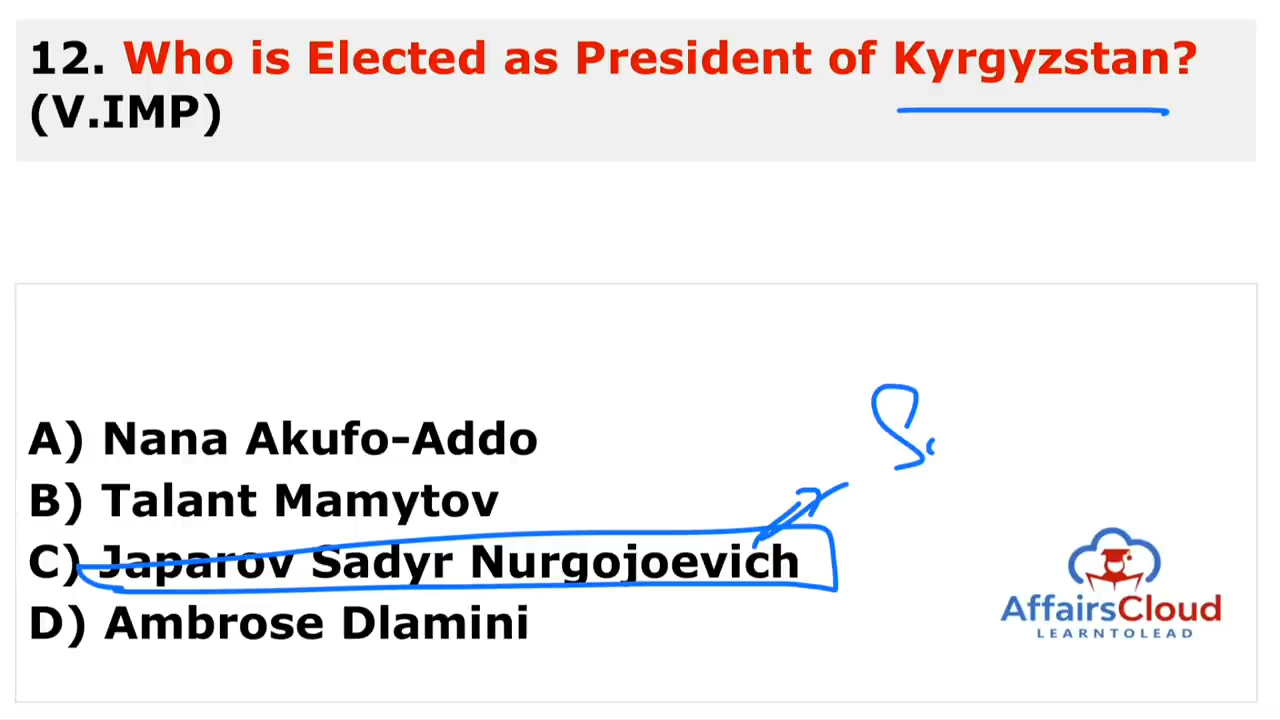 12. Who is Elected as President of Kyrgyzstan?
(V.IMP)
A) Nana Akufo-Addo
B) Talant Mamytov
C) Japarov Sadyr Nurgojoevich
D) Ambrose Dlamini
AffairsCloud
LEARNTOLEAD